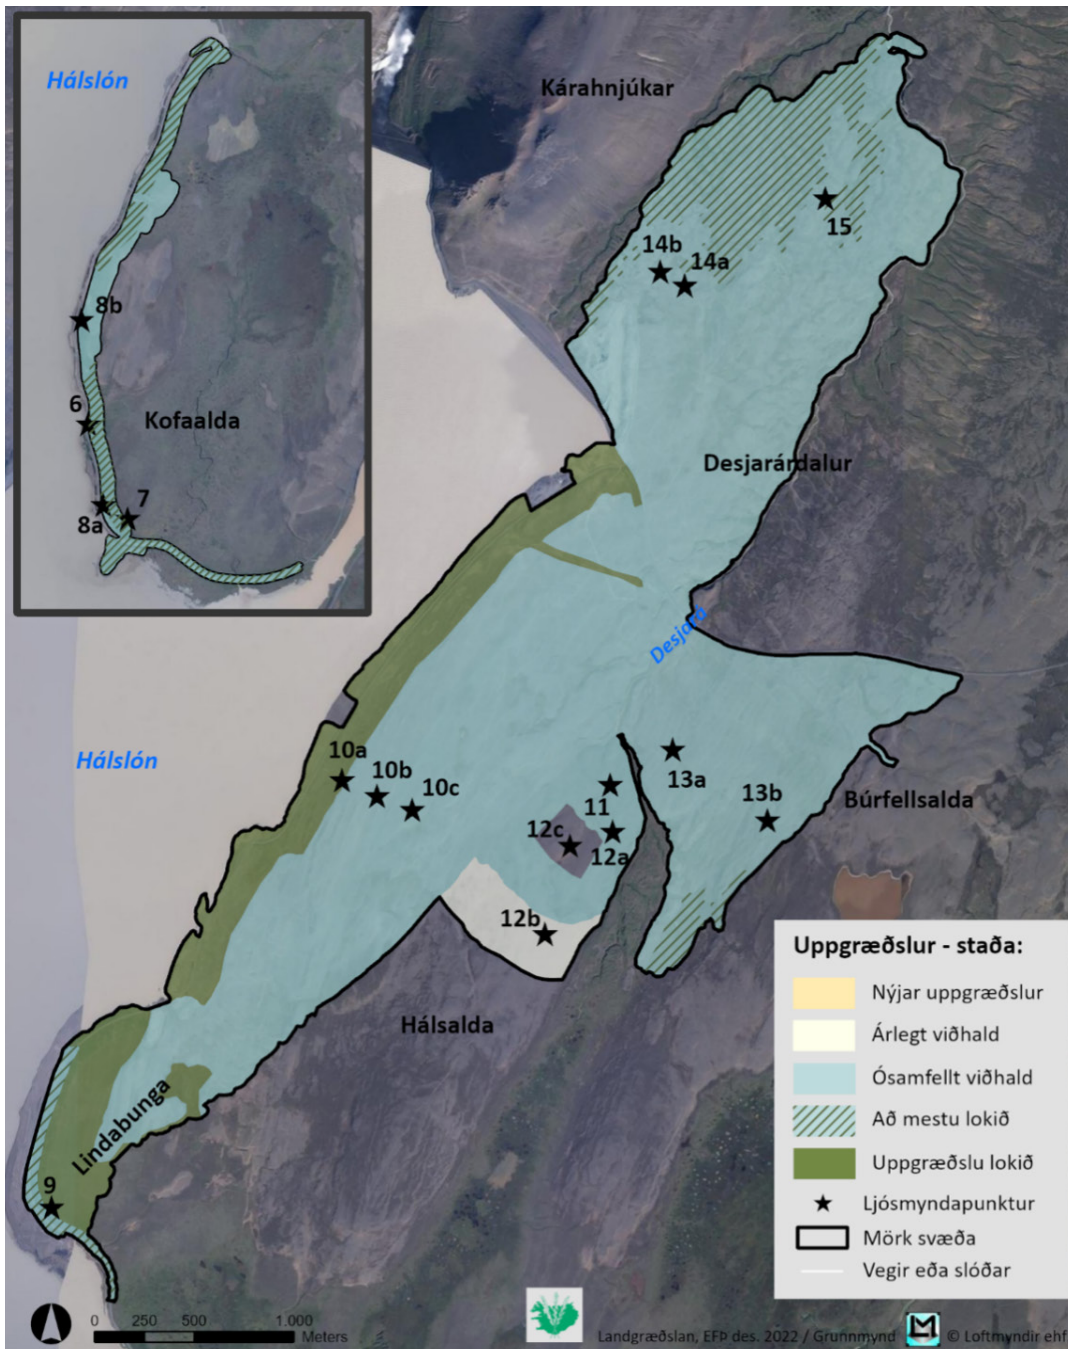 Hálslón
8b
6
Kofaalda
8a
7
Kárahnjúkar
15
14b
14a
Desjarárdalur
Desjará
Hálslón
10a
10b
10c
11
12a
12c
12b
13a
13b
Búrfellsalda
Hálsalda
Lindabunga
9
Uppgræðslur - staða:
Nýjar uppgræðslur
Árlegt viðhald
Ósamfellt viðhald
Að mestu lokið
Uppgræðslu lokið
Ljósmyndapunktur
Mörk svæða
Vegir eða slóðar
0 250 500 1.000
Meters
Landgræðslan, EFÞ des. 2022 / Grunnmynd LM © Loftmyndir ehf